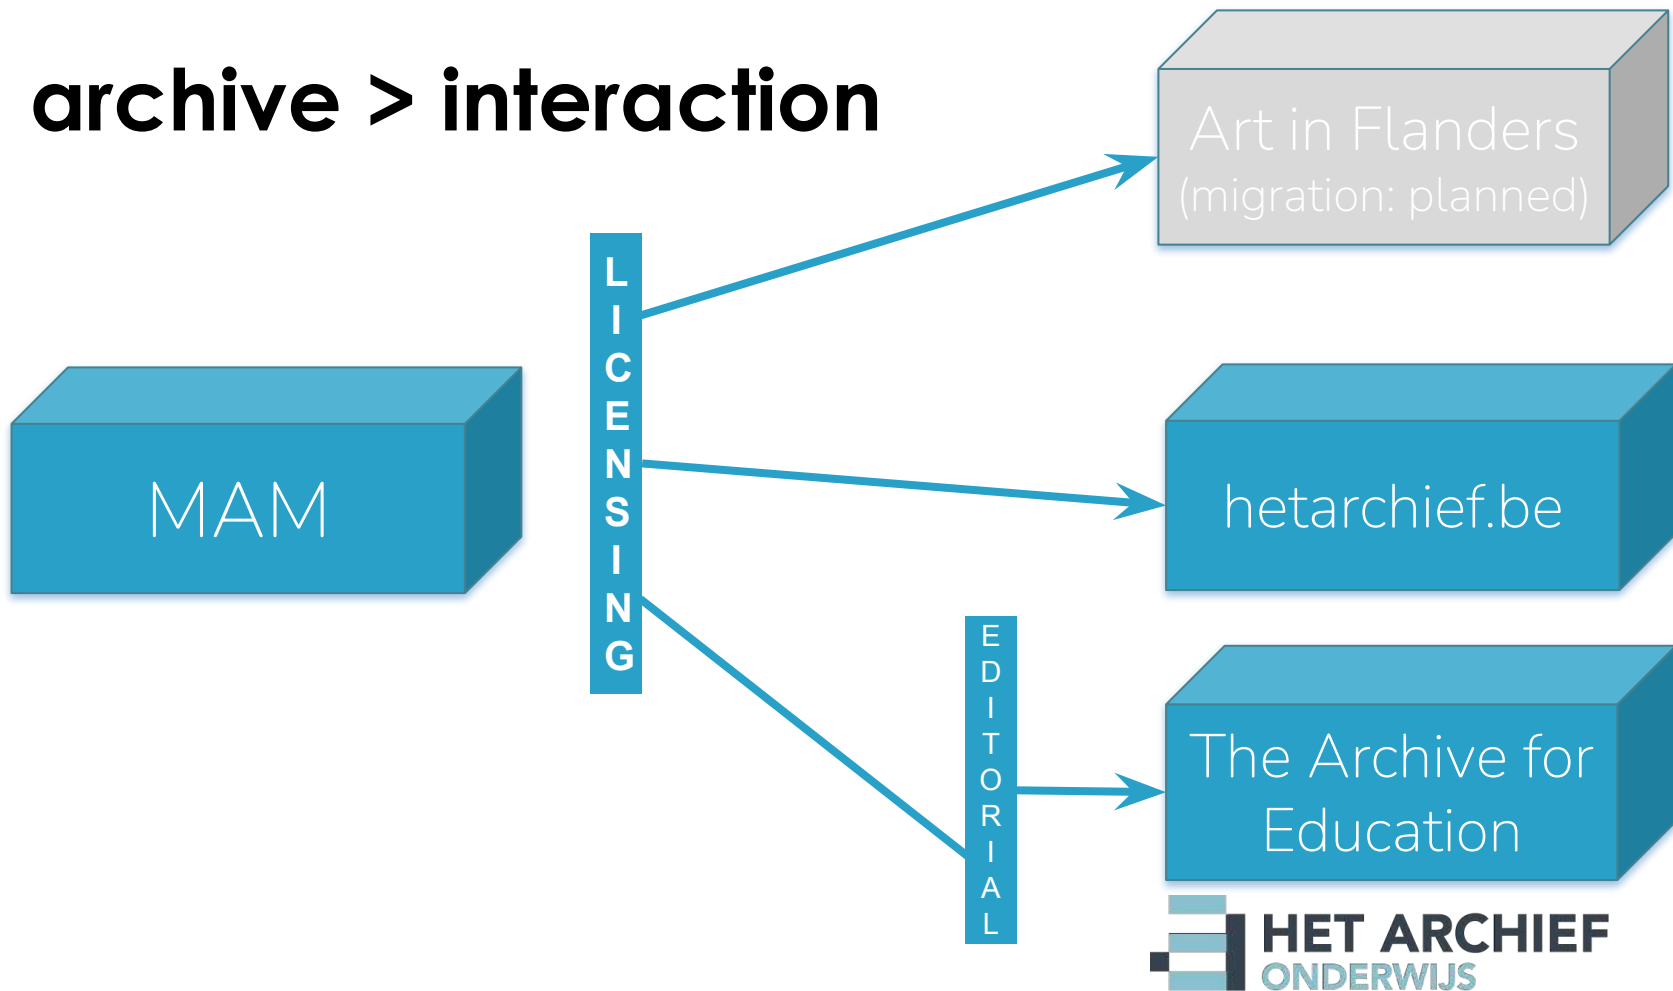 archive > interaction
Art in Flanders
(migration: planned)
LICENSING
MAM
hetarchief.be
EDITORIAL
The Archive for
Education
HET ARCHIEF
ONDERWIJS